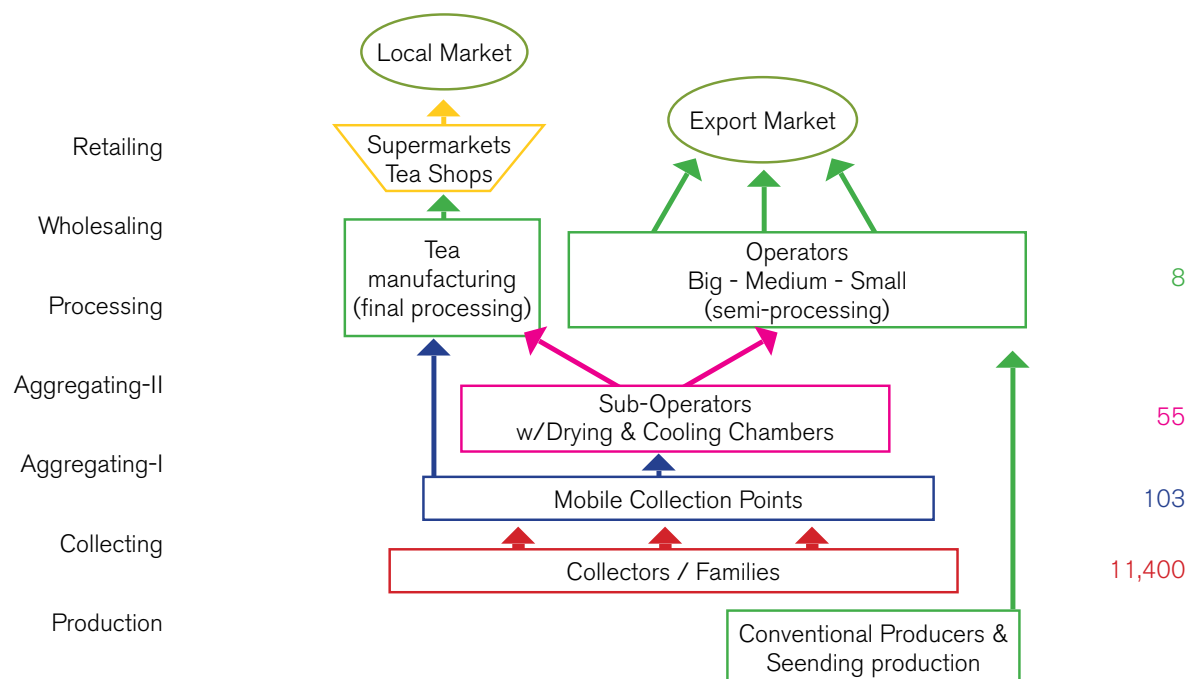 Local Market
Export Market
Retailing
Supermarkets
Tea Shops
Wholesaling
Tea
manufacturing
(final processing)
Operators
Big - Medium - Small
(semi-processing)
8
Processing
Aggregating-II
Sub-Operators
w/Drying & Cooling Chambers
55
Aggregating-I
Mobile Collection Points
103
Collecting
Collectors / Families
11,400
Production
Conventional Producers &
Seending production